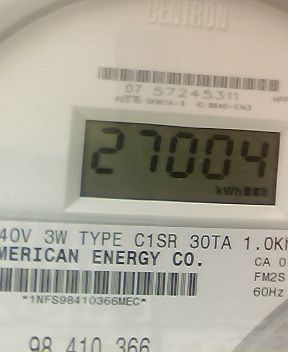 CENTRON®
07 57245311
27004
kWh
40V 3W TYPE C1SR 30TA 1.0K
MERICAN ENERGY CO.
CA 0
FM2S
60Hz
*1NFS98410366MEC*
98 410 366